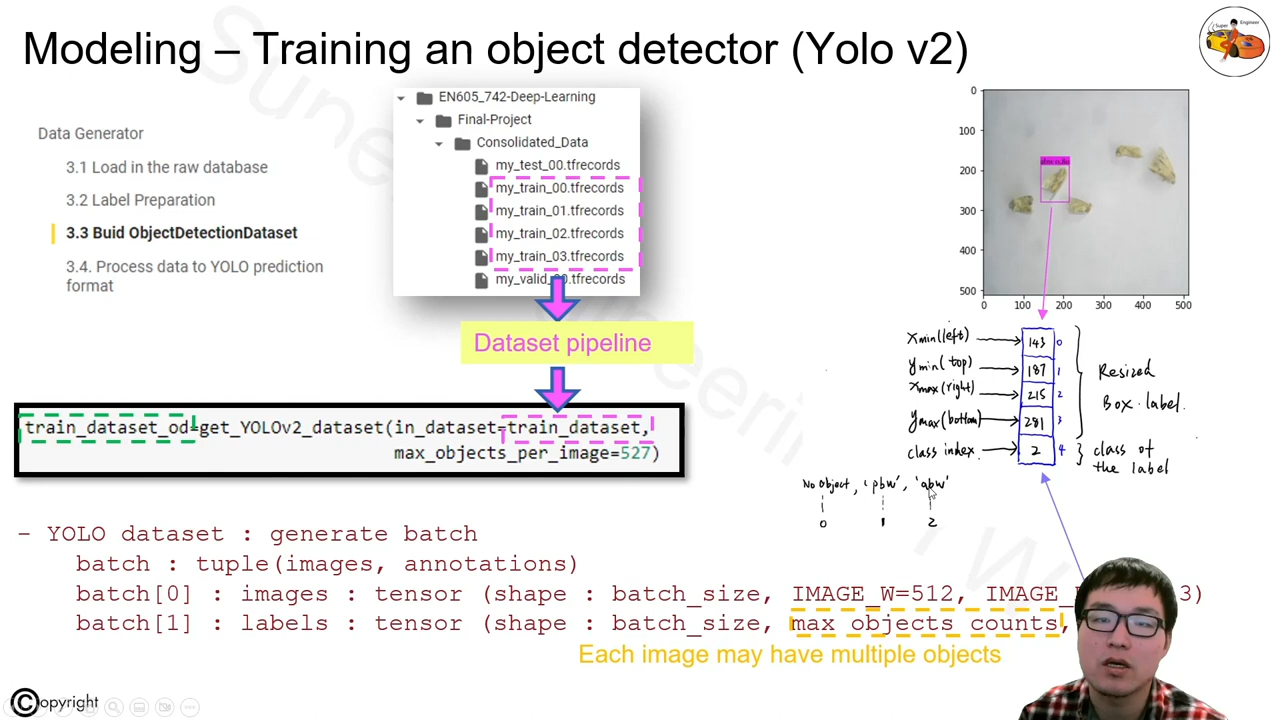 Modeling – Training an object detector (Yolo v2)
Super Engineer
Data Generator
3.1 Load in the raw database
3.2 Label Preparation
3.3 Buid ObjectDetectionDataset
3.4. Process data to YOLO prediction
format
EN605_742-Deep-Learning
Final-Project
Consolidated_Data
my_test_00.tfrecords
my_train_00.tfrecords
my_train_01.tfrecords
my_train_02.tfrecords
my_train_03.tfrecords
my_valid_00.tfrecords
Dataset pipeline
train_dataset_od=get_YOLOv2_dataset(in_dataset=train_dataset,
max_objects_per_image=527)
0
100
200
300
400
500
0 100 200 300 400 500
xmin(left) 143 0
ymin(top) 187 1
xmax(right) 215 2
ymax(bottom) 281 3
class index 2 4
Resized
Box label.
class of
the label
No object, 'pbw', 'abw'
0 1 2
- YOLO dataset : generate batch
batch : tuple(images, annotations)
batch[0] : images : tensor (shape : batch_size, IMAGE_W=512, 3)
batch[1] : labels : tensor (shape : batch_size, max objects counts,
Each image may have multiple objects
Copyright